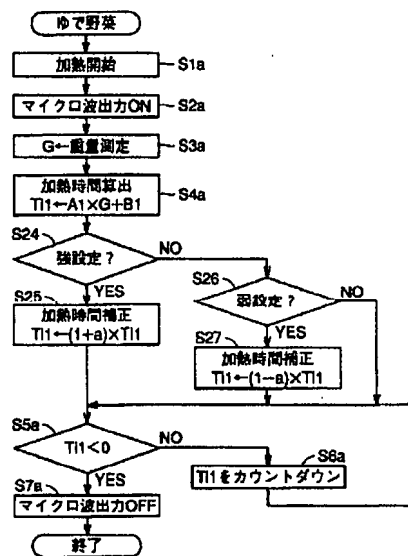 ゆで野菜
加熱開始
S1a
マイクロ波出力ON
S2a
G←重量測定
S3a
加熱時間算出
Tl1←A1×G+B1
S4a
S24
強設定？
NO
YES
S25
加熱時間補正
Tl1←(1+a)×Tl1
S26
弱設定？
NO
YES
S27
加熱時間補正
Tl1←(1−a)×Tl1
S5a
Tl1<0
NO
YES
S6a
Tl1をカウントダウン
S7a
マイクロ波出力OFF
終了